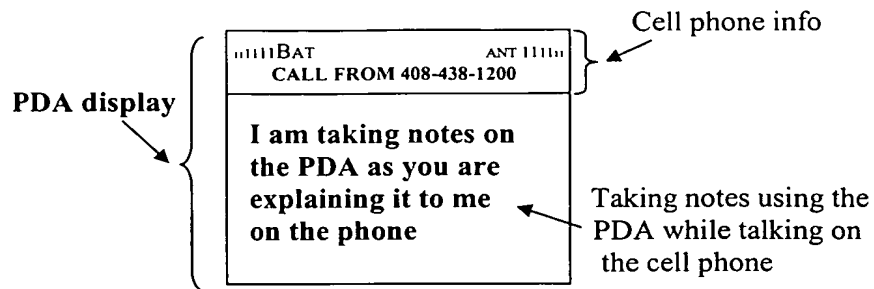 Cell phone info
BAT ANT
CALL FROM 408-438-1200
PDA display
I am taking notes on
the PDA as you are
explaining it to me
on the phone
Taking notes using the
PDA while talking on
the cell phone